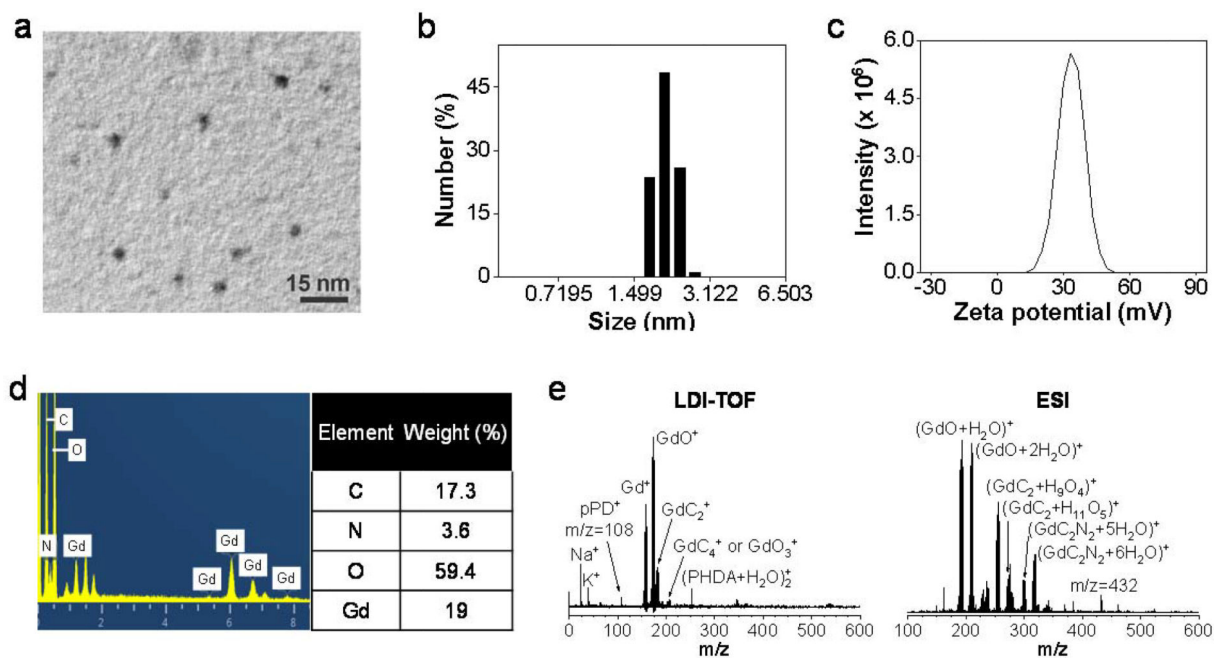 a
15 nm
b
Number (%)
45
30
15
0
0.7195 1.499 3.122 6.503
Size (nm)
c
Intensity (x 10⁶)
6.0
4.5
3.0
1.5
0.0
-30 0 30 60 90
Zeta potential (mV)
d
C
O
N Gd Gd Gd Gd
0 2 4 6 8
Element Weight (%)
C 17.3
N 3.6
O 59.4
Gd 19
e
LDI-TOF
GdO⁺
Gd⁺
pPD⁺
m/z=108
GdC₂⁺
Na⁺
K⁺
GdC₄⁺ or GdO₃⁺
(PHDA+H₂O)₂⁺
0 100 200 300 400 500 600
m/z
ESI
(GdO+H₂O)⁺
(GdO+2H₂O)⁺
(GdC₂+H₉O₄)⁺
(GdC₂+H₁₁O₅)⁺
(GdC₂N₂+5H₂O)⁺
(GdC₂N₂+6H₂O)⁺
m/z=432
100 200 300 400 500 600
m/z